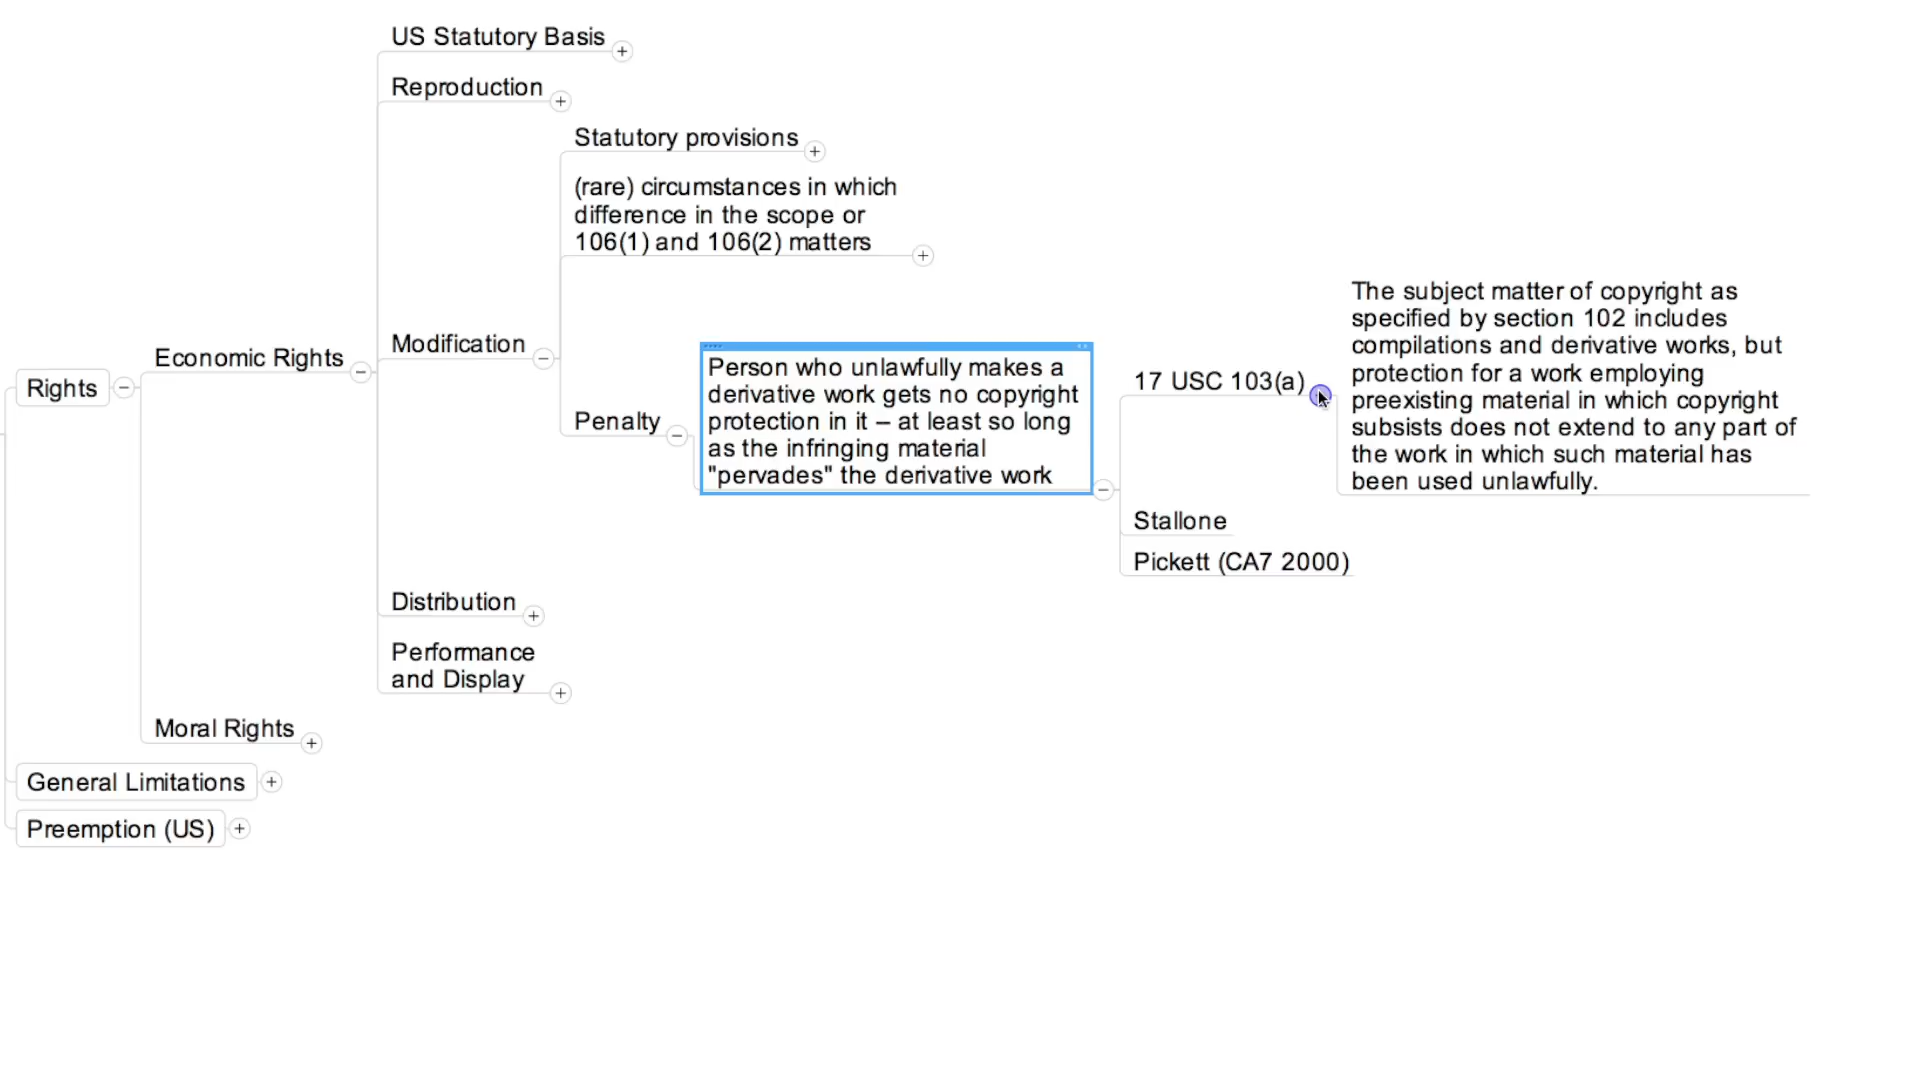 US Statutory Basis
Reproduction
Statutory provisions
(rare) circumstances in which
difference in the scope or
106(1) and 106(2) matters
Rights
Economic Rights
Modification
Penalty
Person who unlawfully makes a
derivative work gets no copyright
protection in it – at least so long
as the infringing material
"pervades" the derivative work
17 USC 103(a)
The subject matter of copyright as
specified by section 102 includes
compilations and derivative works, but
protection for a work employing
preexisting material in which copyright
subsists does not extend to any part of
the work in which such material has
been used unlawfully.
Stallone
Pickett (CA7 2000)
Distribution
Performance
and Display
Moral Rights
General Limitations
Preemption (US)